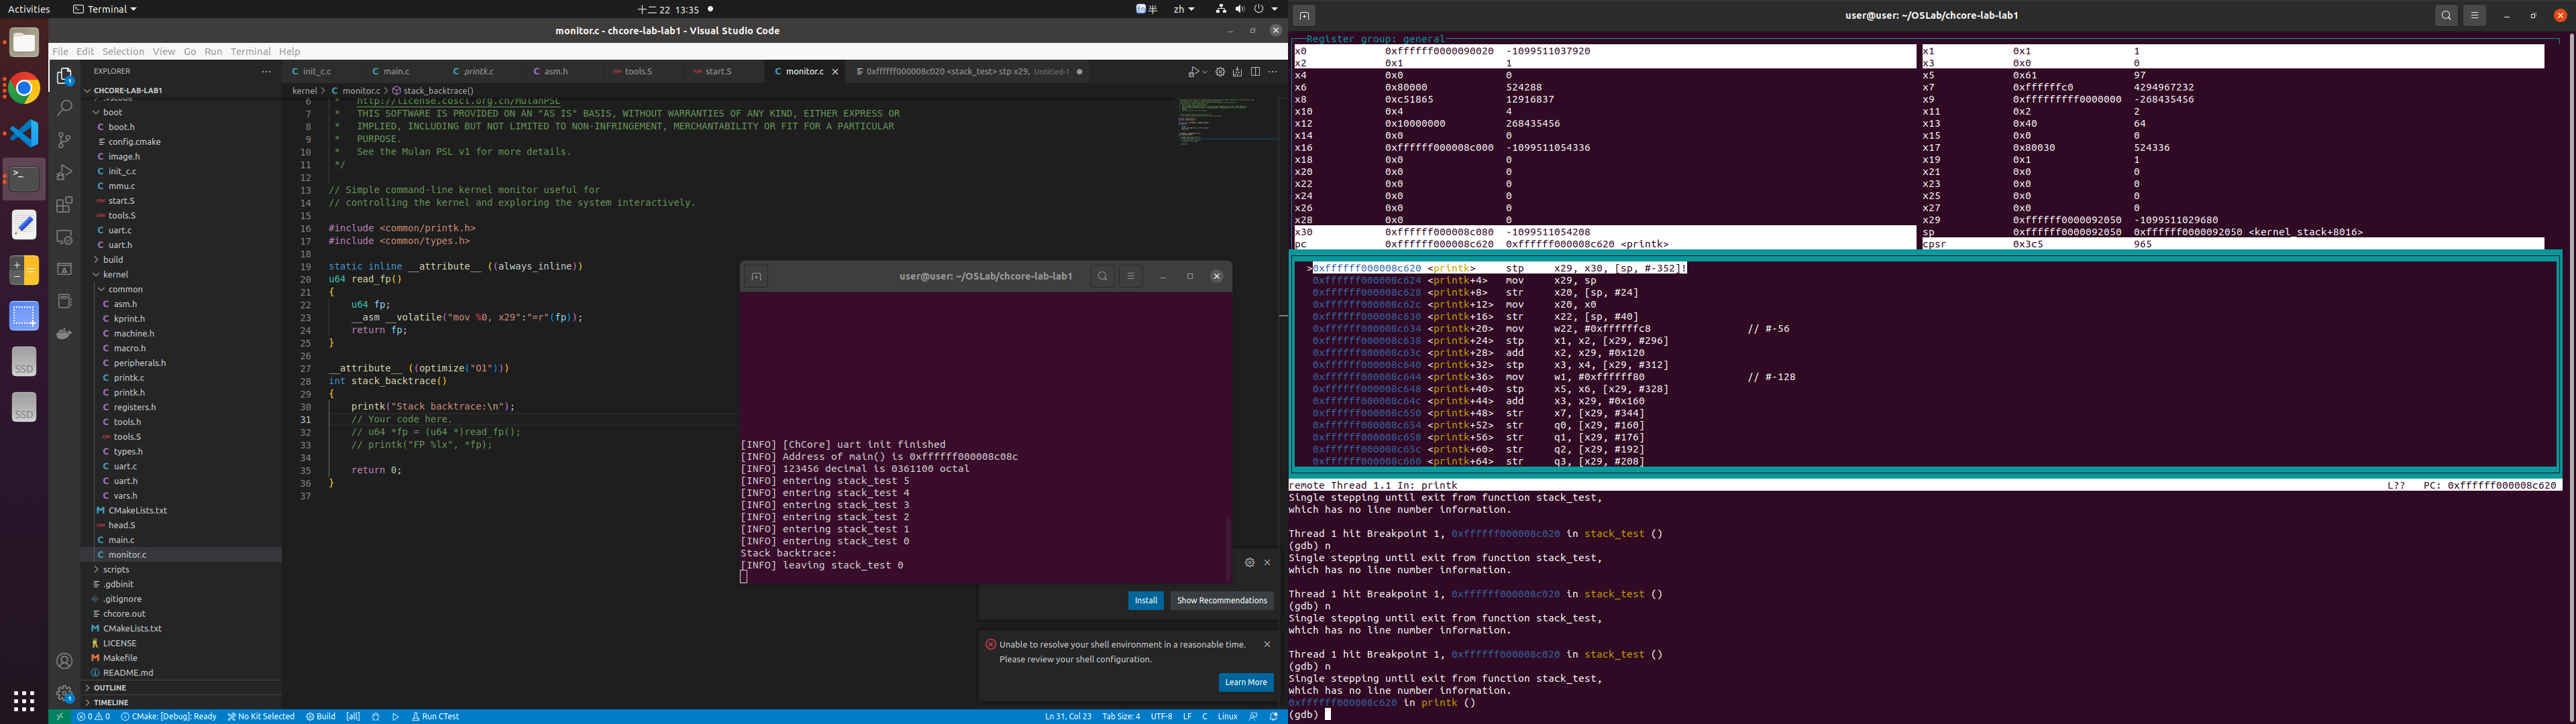 Activities
Terminal
十二 22 13:35
En 半
zh
monitor.c - chcore-lab-lab1 - Visual Studio Code
File Edit Selection View Go Run Terminal Help
EXPLORER
CHCORE-LAB-LAB1
.vscode
boot
boot.h
config.cmake
image.h
init_c.c
mmu.c
start.S
tools.S
uart.c
uart.h
build
kernel
common
asm.h
kprint.h
machine.h
macro.h
peripherals.h
printk.c
printk.h
registers.h
tools.h
tools.S
types.h
uart.c
uart.h
vars.h
CMakeLists.txt
head.S
main.c
monitor.c
scripts
.gdbinit
.gitignore
chcore.out
CMakeLists.txt
LICENSE
Makefile
README.md
OUTLINE
TIMELINE
init_c.c
main.c
printk.c
asm.h
tools.S
start.S
monitor.c
0xffffff000008c020 <stack_test> stp x29, Untitled-1
kernel > C monitor.c > stack_backtrace()
6 * http://license.coscl.org.cn/MulanPSL
7 * THIS SOFTWARE IS PROVIDED ON AN "AS IS" BASIS, WITHOUT WARRANTIES OF ANY KIND, EITHER EXPRESS OR
8 * IMPLIED, INCLUDING BUT NOT LIMITED TO NON-INFRINGEMENT, MERCHANTABILITY OR FIT FOR A PARTICULAR
9 * PURPOSE.
10 * See the Mulan PSL v1 for more details.
11 */
12
13 // Simple command-line kernel monitor useful for
14 // controlling the kernel and exploring the system interactively.
15
16 #include <common/printk.h>
17 #include <common/types.h>
18
19 static inline __attribute__ ((always_inline))
20 u64 read_fp()
21 {
22 u64 fp;
23 __asm __volatile("mov %0, x29":"=r"(fp));
24 return fp;
25 }
26
27 __attribute__ ((optimize("O1")))
28 int stack_backtrace()
29 {
30 printk("Stack backtrace:\n");
31 // Your code here.
32 // u64 *fp = (u64 *)read_fp();
33 // printk("FP %lx", *fp);
34
35 return 0;
36 }
37
user@user: ~/OSLab/chcore-lab-lab1
[INFO] [ChCore] uart init finished
[INFO] Address of main() is 0xffffff000008c08c
[INFO] 123456 decimal is 0361100 octal
[INFO] entering stack_test 5
[INFO] entering stack_test 4
[INFO] entering stack_test 3
[INFO] entering stack_test 2
[INFO] entering stack_test 1
[INFO] entering stack_test 0
Stack backtrace:
[INFO] leaving stack_test 0
Install
Show Recommendations
Unable to resolve your shell environment in a reasonable time.
Please review your shell configuration.
Learn More
0 0 CMake: [Debug]: Ready No Kit Selected Build [all] Run CTest
Ln 31, Col 23 Tab Size: 4 UTF-8 LF C Linux
user@user: ~/OSLab/chcore-lab-lab1
Register group: general
x0 0xffffff0000090020 -1099511037920 x1 0x1 1
x2 0x1 1 x3 0x0 0
x4 0x0 0 x5 0x61 97
x6 0x80000 524288 x7 0xffffffc0 4294967232
x8 0xc51865 12916837 x9 0xfffffffff0000000 -268435456
x10 0x4 4 x11 0x2 2
x12 0x10000000 268435456 x13 0x40 64
x14 0x0 0 x15 0x0 0
x16 0xffffff000008c000 -1099511054336 x17 0x80030 524336
x18 0x0 0 x19 0x1 1
x20 0x0 0 x21 0x0 0
x22 0x0 0 x23 0x0 0
x24 0x0 0 x25 0x0 0
x26 0x0 0 x27 0x0 0
x28 0x0 0 x29 0xffffff0000092050 -1099511029680
x30 0xffffff000008c080 -1099511054208 sp 0xffffff0000092050 0xffffff0000092050 <kernel_stack+8016>
pc 0xffffff000008c620 0xffffff000008c620 <printk> cpsr 0x3c5 965
>0xffffff000008c620 <printk> stp x29, x30, [sp, #-352]!
0xffffff000008c624 <printk+4> mov x29, sp
0xffffff000008c628 <printk+8> str x20, [sp, #24]
0xffffff000008c62c <printk+12> mov x20, x0
0xffffff000008c630 <printk+16> str x22, [sp, #40]
0xffffff000008c634 <printk+20> mov w22, #0xffffffc8 // #-56
0xffffff000008c638 <printk+24> stp x1, x2, [x29, #296]
0xffffff000008c63c <printk+28> add x2, x29, #0x120
0xffffff000008c640 <printk+32> stp x3, x4, [x29, #312]
0xffffff000008c644 <printk+36> mov w1, #0xffffff80 // #-128
0xffffff000008c648 <printk+40> stp x5, x6, [x29, #328]
0xffffff000008c64c <printk+44> add x3, x29, #0x160
0xffffff000008c650 <printk+48> str x7, [x29, #344]
0xffffff000008c654 <printk+52> str q0, [x29, #160]
0xffffff000008c658 <printk+56> str q1, [x29, #176]
0xffffff000008c65c <printk+60> str q2, [x29, #192]
0xffffff000008c660 <printk+64> str q3, [x29, #208]
remote Thread 1.1 In: printk L?? PC: 0xffffff000008c620
Single stepping until exit from function stack_test,
which has no line number information.
Thread 1 hit Breakpoint 1, 0xffffff000008c020 in stack_test ()
(gdb) n
Single stepping until exit from function stack_test,
which has no line number information.
Thread 1 hit Breakpoint 1, 0xffffff000008c020 in stack_test ()
(gdb) n
Single stepping until exit from function stack_test,
which has no line number information.
Thread 1 hit Breakpoint 1, 0xffffff000008c020 in stack_test ()
(gdb) n
Single stepping until exit from function stack_test,
which has no line number information.
0xffffff000008c620 in printk ()
(gdb)